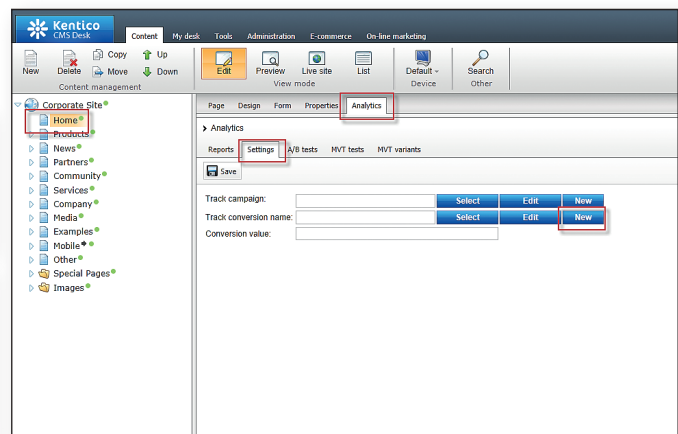 Kentico
CMS Desk
Content My desk Tools Administration E-commerce On-line marketing
New Delete Copy Move Up Down
Content management
Edit Preview Live site List
View mode
Default
Device
Search
Other
Corporate Site
Home
Products
News
Partners
Community
Services
Company
Media
Examples
Mobile
Other
Special Pages
Images
Page Design Form Properties Analytics
Analytics
Reports Settings A/B tests MVT tests MVT variants
Save
Track campaign: Select Edit New
Track conversion name: Select Edit New
Conversion value: